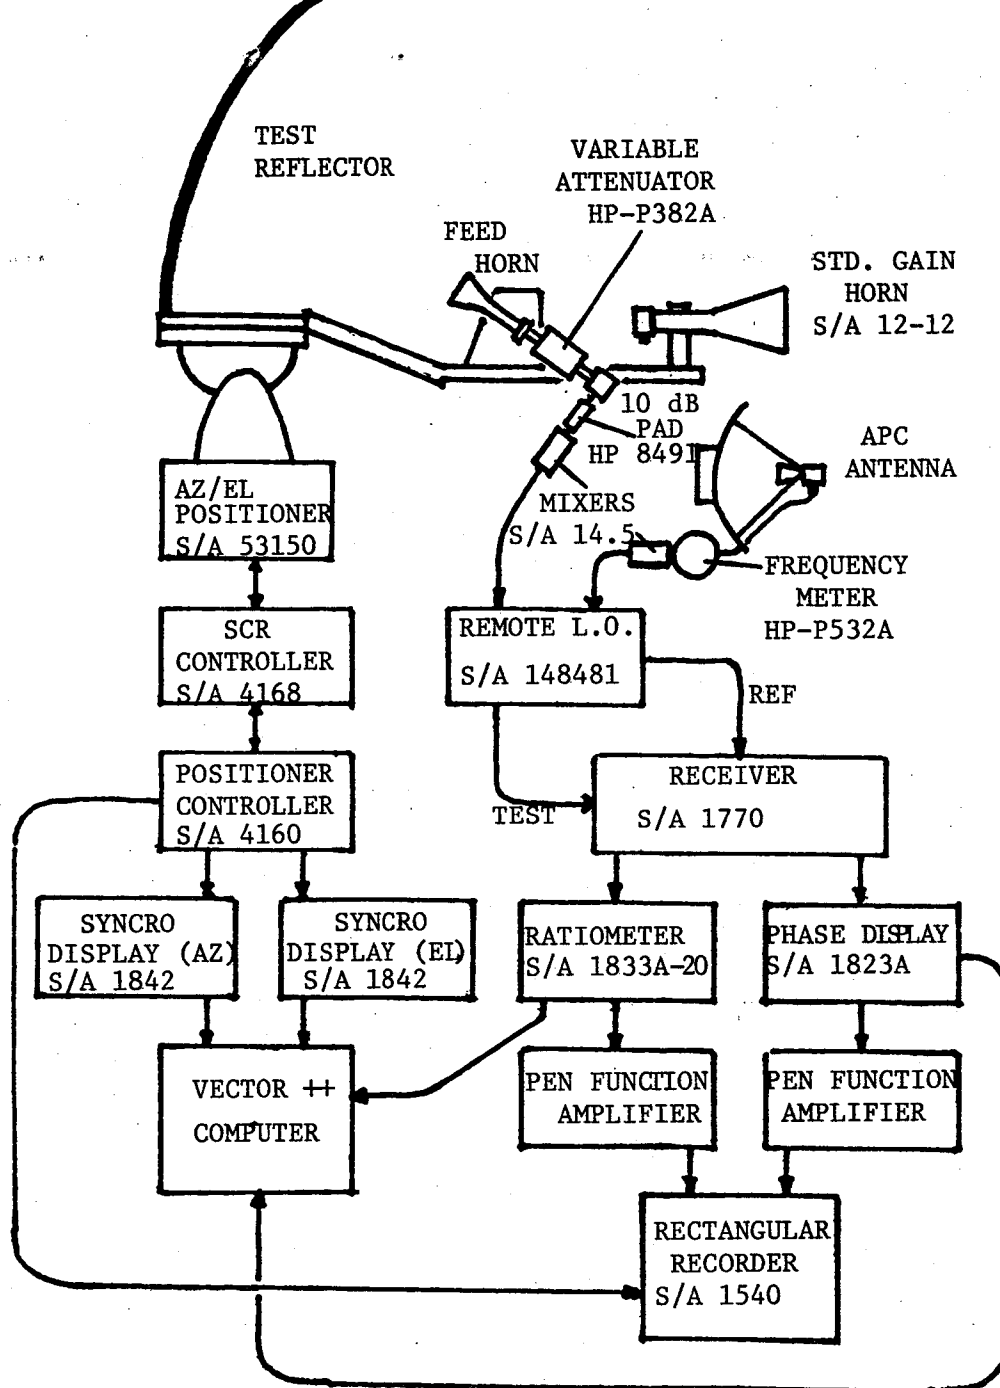 TEST
REFLECTOR
VARIABLE
ATTENUATOR
HP-P382A
FEED
HORN
STD. GAIN
HORN
S/A 12-12
10 dB
PAD
HP 8491
APC
ANTENNA
MIXERS
S/A 14.5
FREQUENCY
METER
HP-P532A
AZ/EL
POSITIONER
S/A 53150
SCR
CONTROLLER
S/A 4168
REMOTE L.O.
S/A 148481
REF
TEST
POSITIONER
CONTROLLER
S/A 4160
RECEIVER
S/A 1770
SYNCRO
DISPLAY (AZ)
S/A 1842
SYNCRO
DISPLAY (EL)
S/A 1842
RATIOMETER
S/A 1833A-20
PHASE DISPLAY
S/A 1823A
VECTOR ++
COMPUTER
PEN FUNCTION
AMPLIFIER
PEN FUNCTION
AMPLIFIER
RECTANGULAR
RECORDER
S/A 1540